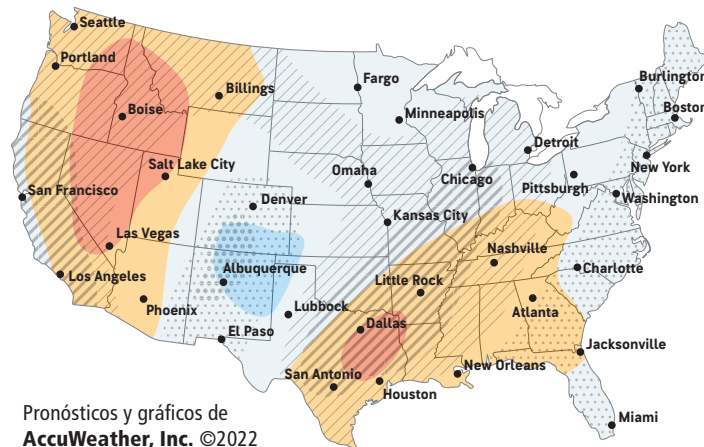 Seattle
Portland
Billings
Fargo
Burlington
Boise
Minneapolis
Boston
Salt Lake City
Detroit
New York
Omaha
Chicago
Pittsburgh
San Francisco
Denver
Washington
Kansas City
Las Vegas
Nashville
Los Angeles
Albuquerque
Little Rock
Charlotte
Phoenix
Lubbock
Atlanta
El Paso
Dallas
Jacksonville
San Antonio
New Orleans
Houston
Miami
Pronósticos y gráficos de
AccuWeather, Inc. ©2022